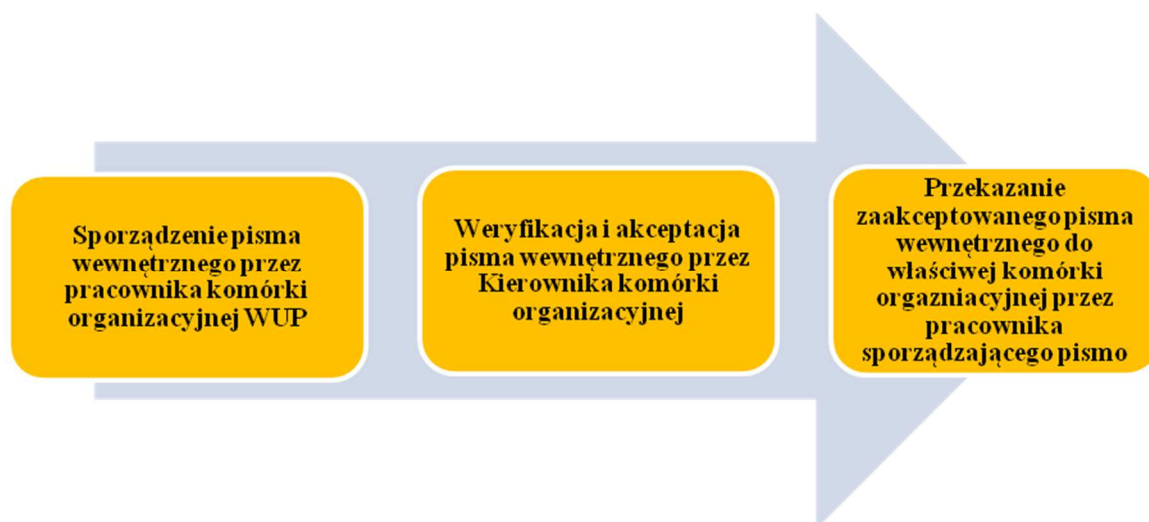 Sporządzenie pisma
wewnętrznego przez
pracownika komórki
organizacyjnej WUP
Weryfikacja i akceptacja
pisma wewnętrznego przez
Kierownika komórki
organizacyjnej
Przekazanie
zaakceptowanego pisma
wewnętrznego do
właściwej komórki
orgazniacyjnej przez
pracownika
sporządzającego pismo